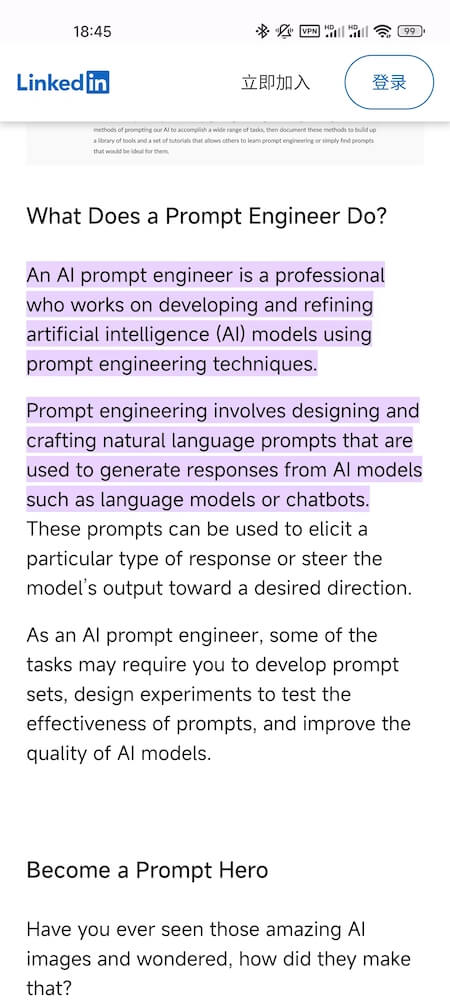 18:45
VPN HD HD 99
LinkedIn 立即加入 登录
methods of prompting our AI to accomplish a wide range of tasks, then document these methods to build up
a library of tools and a set of tutorials that allows others to learn prompt engineering or simply find prompts
that would be ideal for them.
What Does a Prompt Engineer Do?
An AI prompt engineer is a professional
who works on developing and refining
artificial intelligence (AI) models using
prompt engineering techniques.
Prompt engineering involves designing and
crafting natural language prompts that are
used to generate responses from AI models
such as language models or chatbots.
These prompts can be used to elicit a
particular type of response or steer the
model's output toward a desired direction.
As an AI prompt engineer, some of the
tasks may require you to develop prompt
sets, design experiments to test the
effectiveness of prompts, and improve the
quality of AI models.
Become a Prompt Hero
Have you ever seen those amazing AI
images and wondered, how did they make
that?